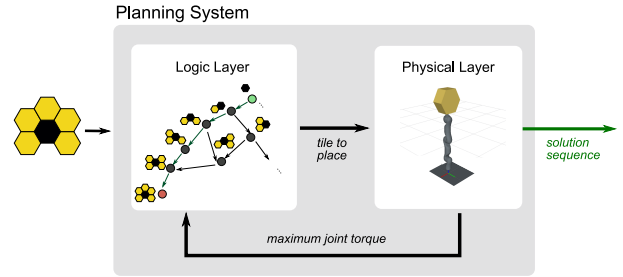 Planning System
Logic Layer
Physical Layer
tile to
place
solution
sequence
maximum joint torque